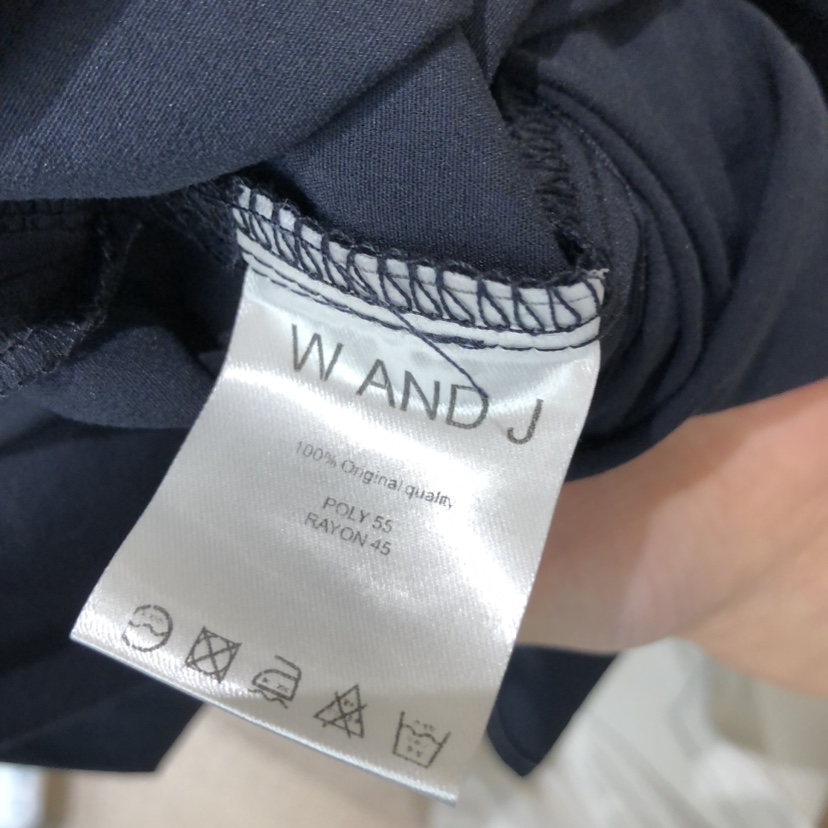 W AND J
100% Original quality
POLY 55
RAYON 45